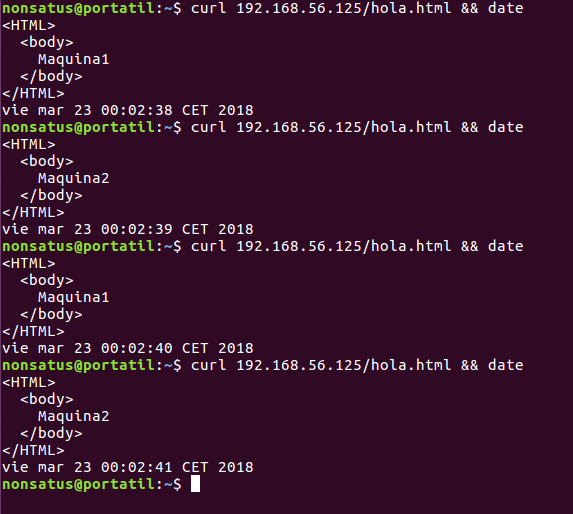 nonsatus@portatil:~$ curl 192.168.56.125/hola.html && date
<HTML>
  <body>
    Maquina1
  </body>
</HTML>
vie mar 23 00:02:38 CET 2018
nonsatus@portatil:~$ curl 192.168.56.125/hola.html && date
<HTML>
  <body>
    Maquina2
  </body>
</HTML>
vie mar 23 00:02:39 CET 2018
nonsatus@portatil:~$ curl 192.168.56.125/hola.html && date
<HTML>
  <body>
    Maquina1
  </body>
</HTML>
vie mar 23 00:02:40 CET 2018
nonsatus@portatil:~$ curl 192.168.56.125/hola.html && date
<HTML>
  <body>
    Maquina2
  </body>
</HTML>
vie mar 23 00:02:41 CET 2018
nonsatus@portatil:~$